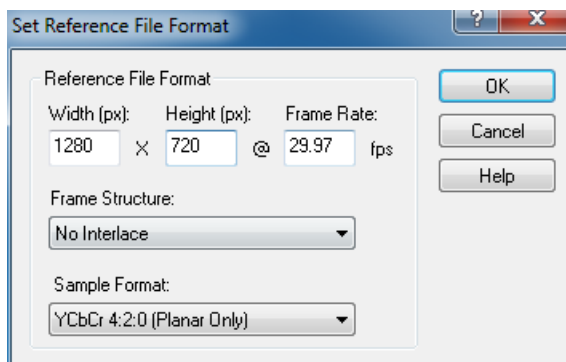 Set Reference File Format
? X
Reference File Format
OK
Width (px): Height (px): Frame Rate:
1280 X 720 @ 29.97 fps
Cancel
Help
Frame Structure:
No Interlace
Sample Format:
YCbCr 4:2:0 (Planar Only)